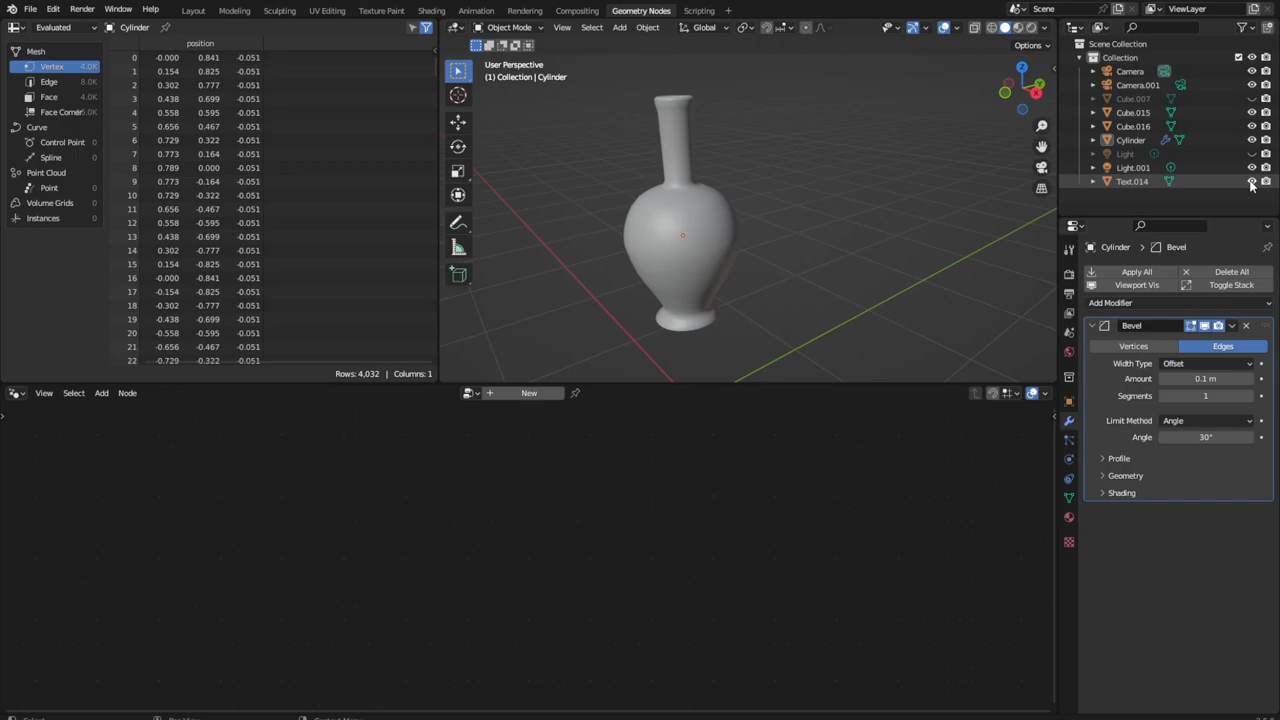 File Edit Render Window Help Layout Modeling Sculpting UV Editing Texture Paint Shading Animation Rendering Compositing Geometry Nodes Scripting Scene ViewLayer
Evaluated Cylinder
Object Mode View Select Add Object Global
Options
Mesh
Vertex 4.0K
Edge 8.0K
Face 4.0K
Face Corner
Curve
Control Point 0
Spline 0
Point Cloud
Point 0
Volume Grids 0
Instances 0
position
0 -0.000 0.841 -0.051
1 0.154 0.825 -0.051
2 0.302 0.777 -0.051
3 0.438 0.699 -0.051
4 0.558 0.595 -0.051
5 0.656 0.467 -0.051
6 0.729 0.322 -0.051
7 0.773 0.164 -0.051
8 0.789 0.000 -0.051
9 0.773 -0.164 -0.051
10 0.729 -0.322 -0.051
11 0.656 -0.467 -0.051
12 0.558 -0.595 -0.051
13 0.438 -0.699 -0.051
14 0.302 -0.777 -0.051
15 0.154 -0.825 -0.051
16 -0.000 -0.841 -0.051
17 -0.154 -0.825 -0.051
18 -0.302 -0.777 -0.051
19 -0.438 -0.699 -0.051
20 -0.558 -0.595 -0.051
21 -0.656 -0.467 -0.051
22 -0.729 -0.322 -0.051
Rows: 4,032 | Columns: 1
User Perspective
(1) Collection | Cylinder
Z
Y
X
Scene Collection
Collection
Camera
Camera.001
Cube.007
Cube.015
Cube.016
Cylinder
Light
Light.001
Text.014
Cylinder Bevel
Apply All Delete All
Viewport Vis Toggle Stack
Add Modifier
Bevel
Vertices Edges
Width Type Offset
Amount 0.1 m
Segments 1
Limit Method Angle
Angle 30°
Profile
Geometry
Shading
View Select Add Node New